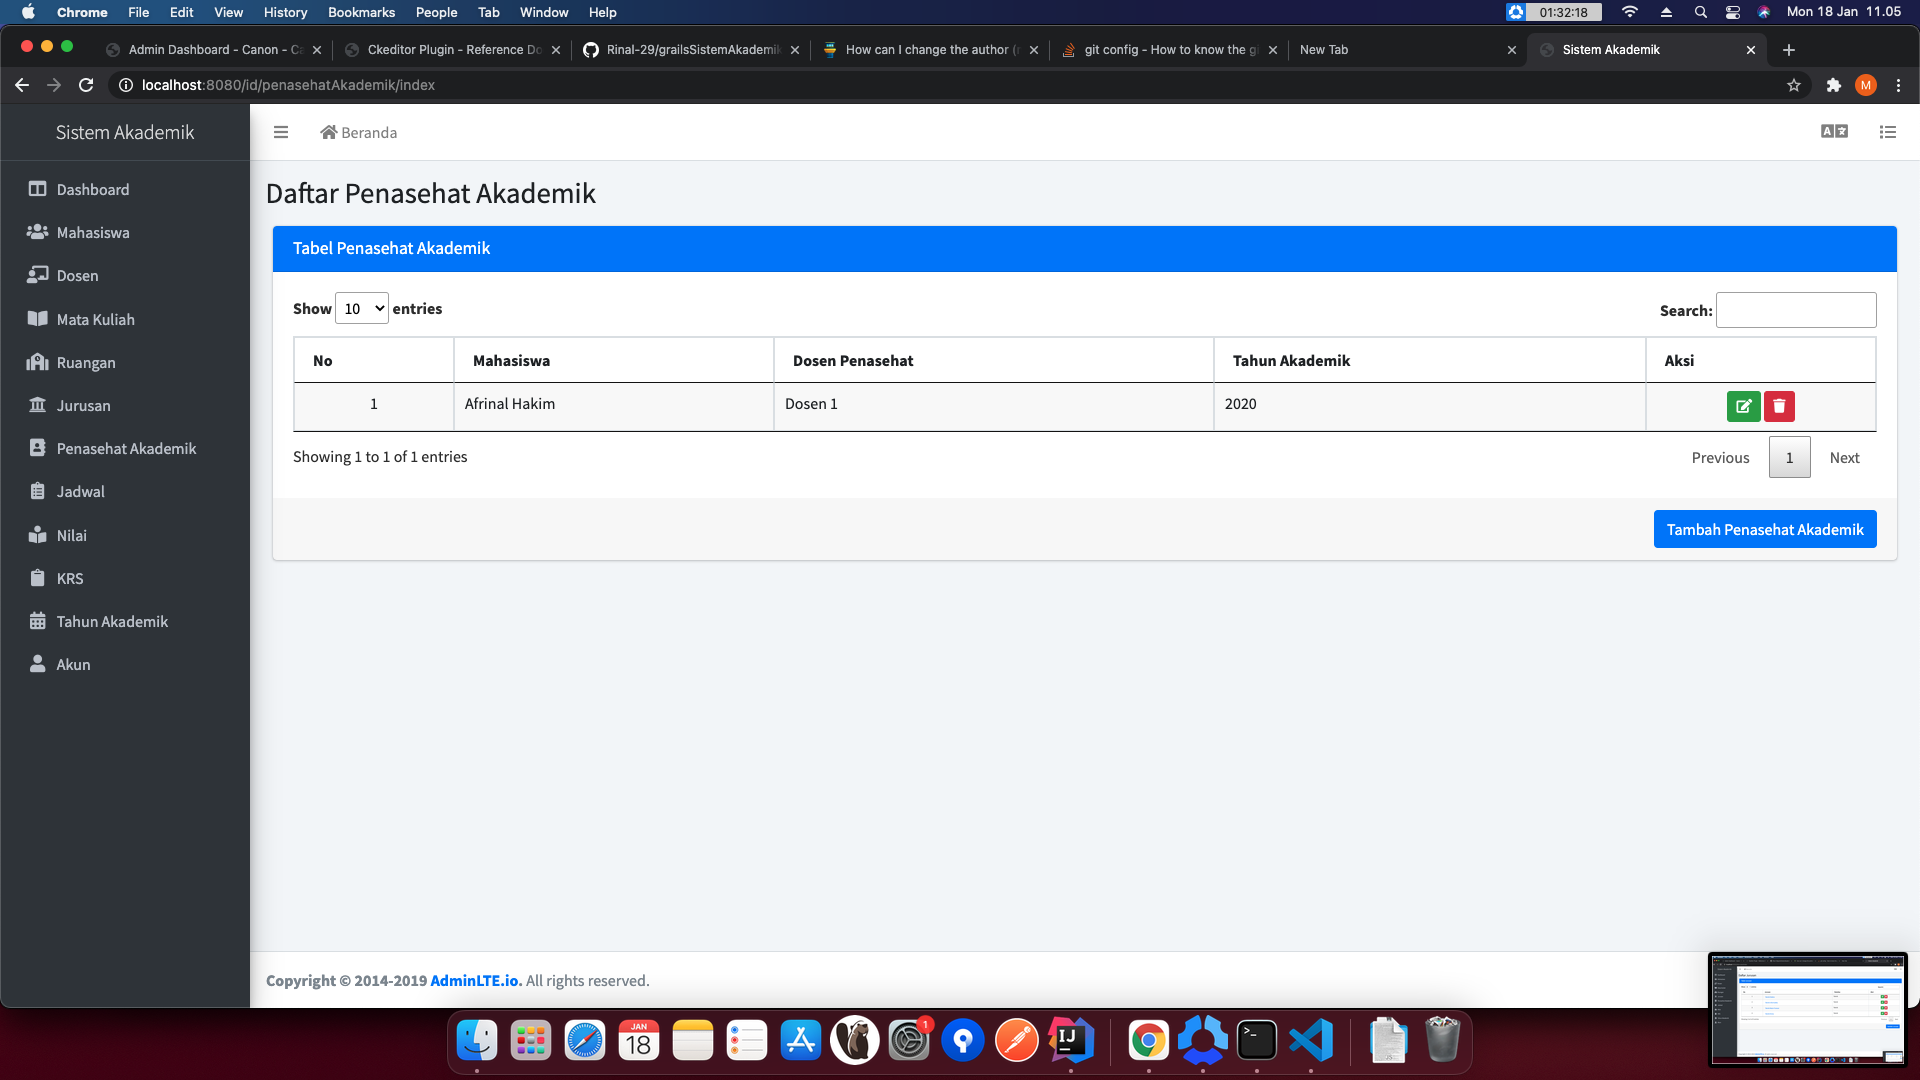 Chrome File Edit View History Bookmarks People Tab Window Help 01:32:18 Mon 18 Jan 11.05
Admin Dashboard - Canon - Ca Ckeditor Plugin - Reference Do Rinal-29/grailsSistemAkademik How can I change the author ( git config - How to know the gi New Tab Sistem Akademik
localhost:8080/id/penasehatAkademik/index M
Sistem Akademik
Beranda
Dashboard
Mahasiswa
Dosen
Mata Kuliah
Ruangan
Jurusan
Penasehat Akademik
Jadwal
Nilai
KRS
Tahun Akademik
Akun
Daftar Penasehat Akademik
Tabel Penasehat Akademik
Show 10 entries
Search:
No Mahasiswa Dosen Penasehat Tahun Akademik Aksi
1 Afrinal Hakim Dosen 1 2020
Showing 1 to 1 of 1 entries
Previous 1 Next
Tambah Penasehat Akademik
Copyright © 2014-2019 AdminLTE.io. All rights reserved.
JAN
18
1
IJ
>_